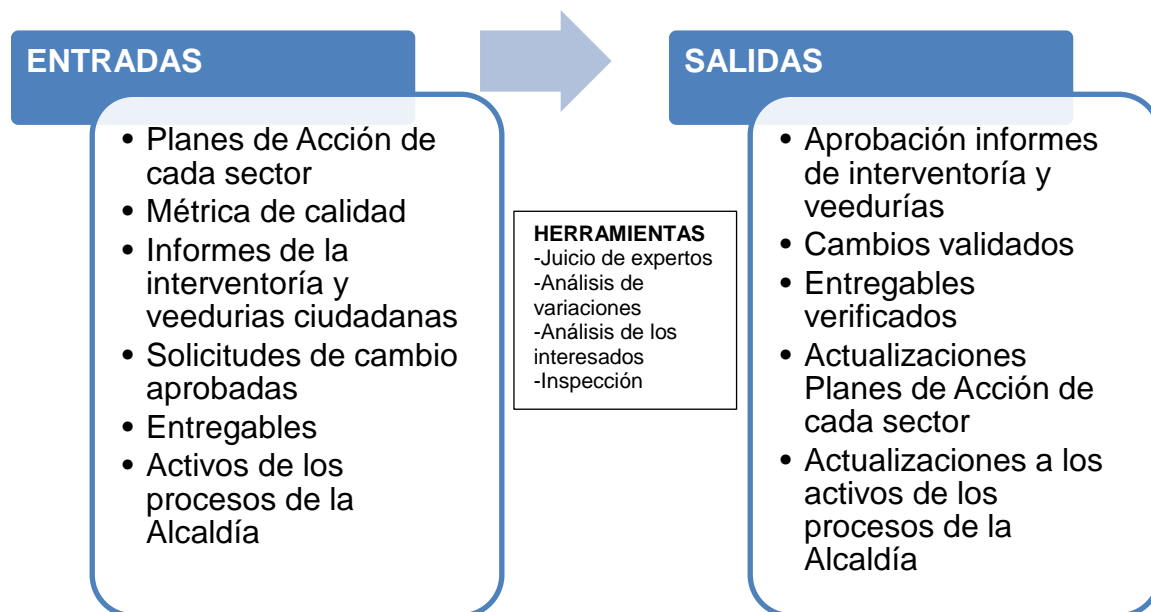 ENTRADAS
• Planes de Acción de
cada sector
• Métrica de calidad
• Informes de la
interventoría y
veedurias ciudadanas
• Solicitudes de cambio
aprobadas
• Entregables
• Activos de los
procesos de la
Alcaldía
HERRAMIENTAS
-Juicio de expertos
-Análisis de
variaciones
-Análisis de los
interesados
-Inspección
SALIDAS
• Aprobación informes
de interventoría y
veedurías
• Cambios validados
• Entregables
verificados
• Actualizaciones
Planes de Acción de
cada sector
• Actualizaciones a los
activos de los
procesos de la
Alcaldía